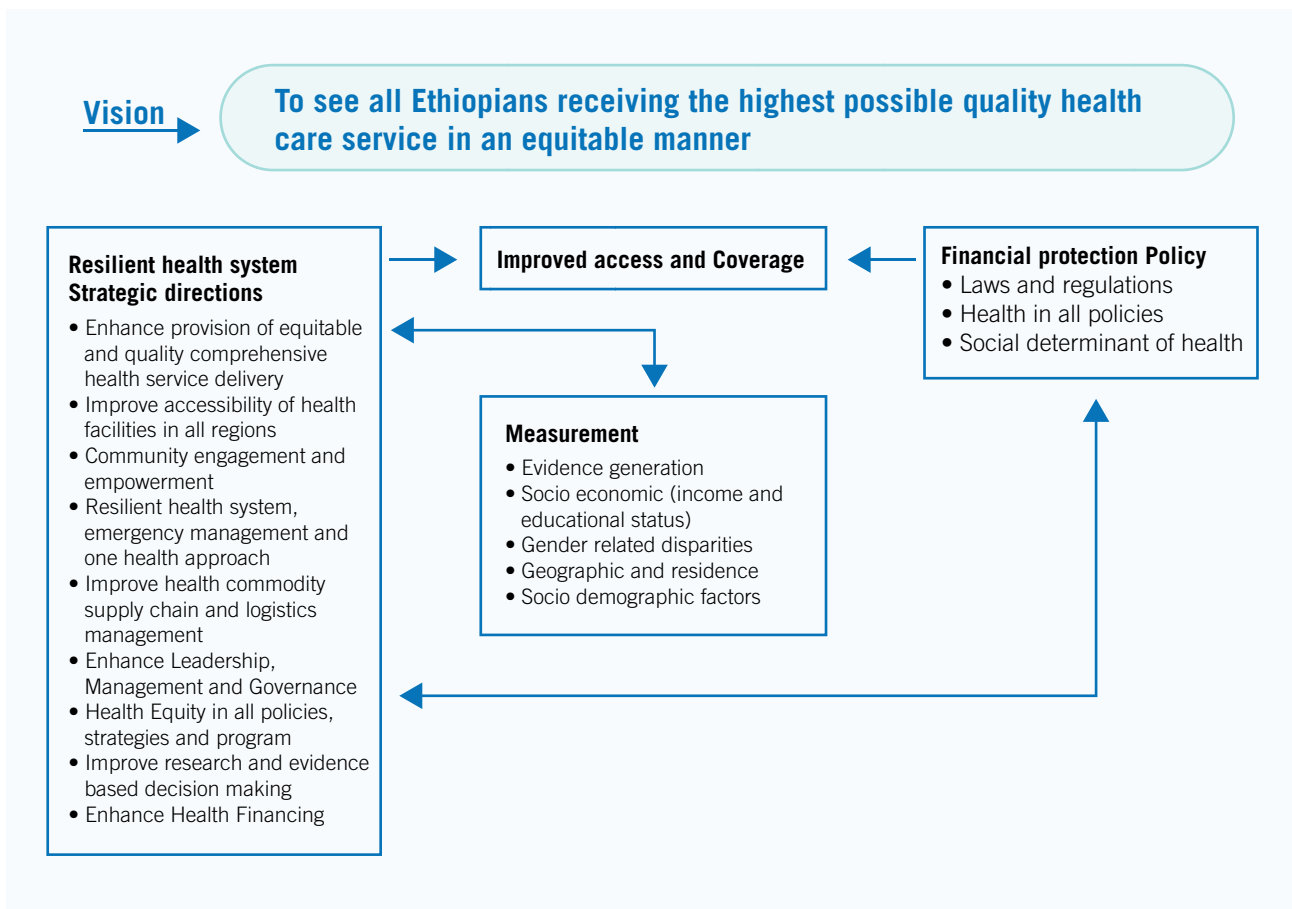 Vision
To see all Ethiopians receiving the highest possible quality health
care service in an equitable manner
Resilient health system
Strategic directions
• Enhance provision of equitable
and quality comprehensive
health service delivery
• Improve accessibility of health
facilities in all regions
• Community engagement and
empowerment
• Resilient health system,
emergency management and
one health approach
• Improve health commodity
supply chain and logistics
management
• Enhance Leadership,
Management and Governance
• Health Equity in all policies,
strategies and program
• Improve research and evidence
based decision making
• Enhance Health Financing
Improved access and Coverage
Measurement
• Evidence generation
• Socio economic (income and
educational status)
• Gender related disparities
• Geographic and residence
• Socio demographic factors
Financial protection Policy
• Laws and regulations
• Health in all policies
• Social determinant of health